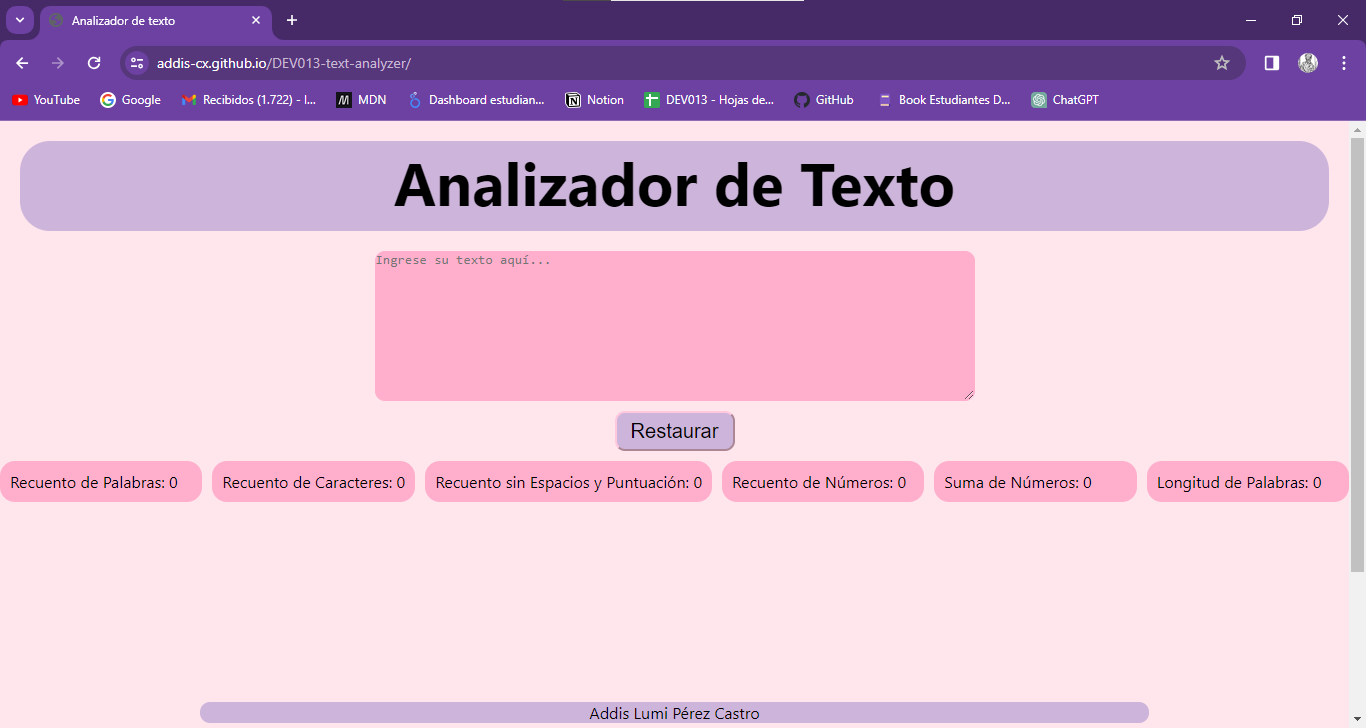 Analizador de texto
addis-cx.github.io/DEV013-text-analyzer/
YouTube Google Recibidos (1.722) - l... MDN Dashboard estudian... Notion DEV013 - Hojas de... GitHub Book Estudiantes D... ChatGPT
Analizador de Texto
Ingrese su texto aquí...
Restaurar
Recuento de Palabras: 0 Recuento de Caracteres: 0 Recuento sin Espacios y Puntuación: 0 Recuento de Números: 0 Suma de Números: 0 Longitud de Palabras: 0
Addis Lumi Pérez Castro